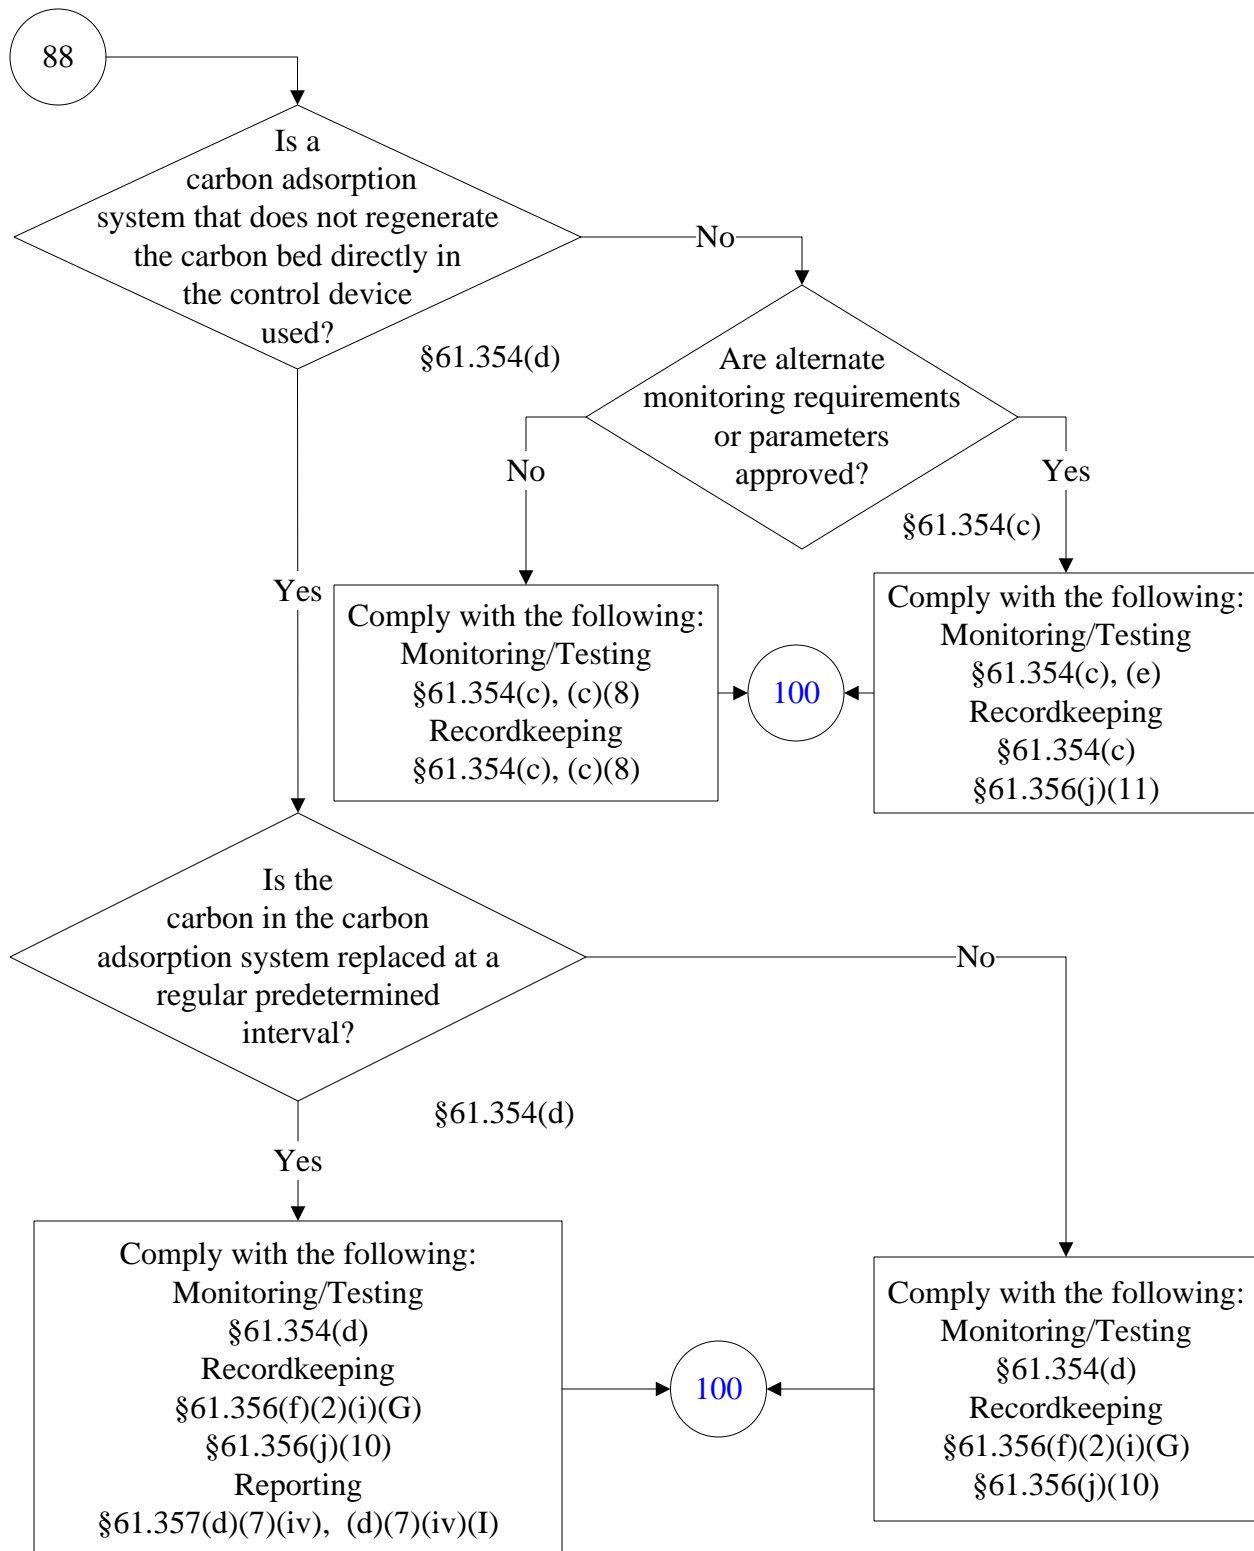 88
Is a
carbon adsorption
system that does not regenerate
the carbon bed directly in
the control device
used?
No
§61.354(d)
Are alternate
monitoring requirements
or parameters
approved?
No
Yes
§61.354(c)
Yes
Comply with the following:
Monitoring/Testing
§61.354(c), (c)(8)
Recordkeeping
§61.354(c), (c)(8)
100
Comply with the following:
Monitoring/Testing
§61.354(c), (e)
Recordkeeping
§61.354(c)
§61.356(j)(11)
Is the
carbon in the carbon
adsorption system replaced at a
regular predetermined
interval?
No
§61.354(d)
Yes
Comply with the following:
Monitoring/Testing
§61.354(d)
Recordkeeping
§61.356(f)(2)(i)(G)
§61.356(j)(10)
Reporting
§61.357(d)(7)(iv), (d)(7)(iv)(I)
100
Comply with the following:
Monitoring/Testing
§61.354(d)
Recordkeeping
§61.356(f)(2)(i)(G)
§61.356(j)(10)